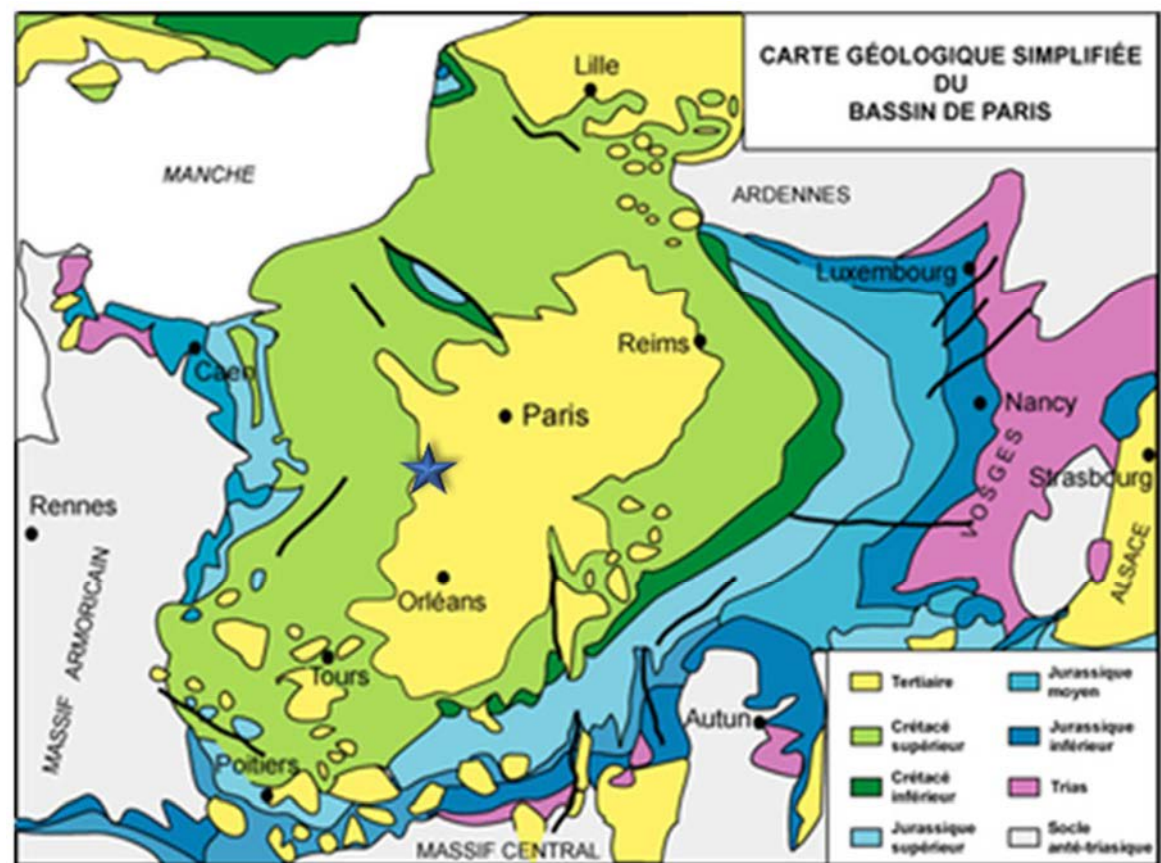 CARTE GÉOLOGIQUE SIMPLIFIÉE
DU
BASSIN DE PARIS
Lille
MANCHE
ARDENNES
Luxembourg
Reims
Caen
Paris
Nancy
VOSGES
Strasbourg
ALSACE
Rennes
MASSIF ARMORICAIN
Orléans
Tours
Poitiers
Autun
MASSIF CENTRAL
Tertiaire
Crétacé
supérieur
Crétacé
inférieur
Jurassique
supérieur
Jurassique
moyen
Jurassique
inférieur
Trias
Socle
anté-triasique